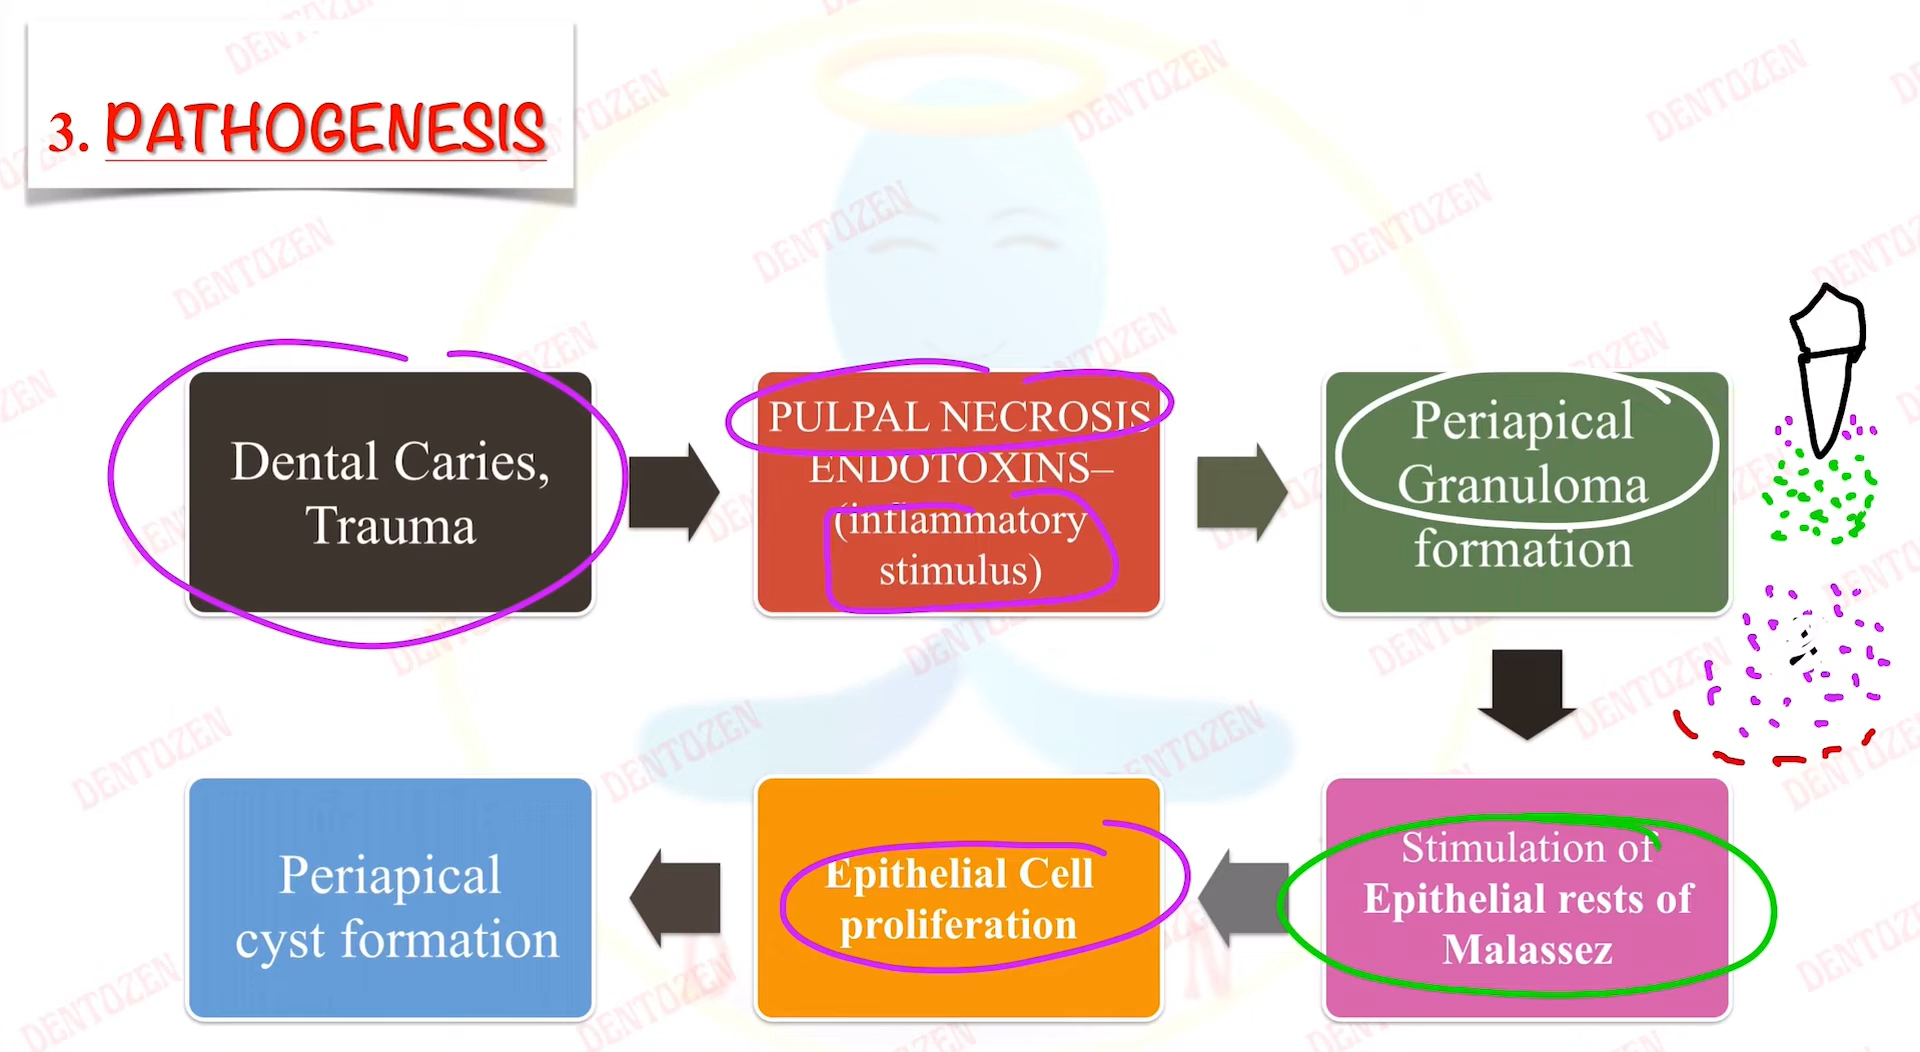 3. PATHOGENESIS
Dental Caries,
Trauma
PULPAL NECROSIS
ENDOTOXINS–
(inflammatory
stimulus)
Periapical
Granuloma
formation
Stimulation of
Epithelial rests of
Malassez
Epithelial Cell
proliferation
Periapical
cyst formation
DENTOZEN